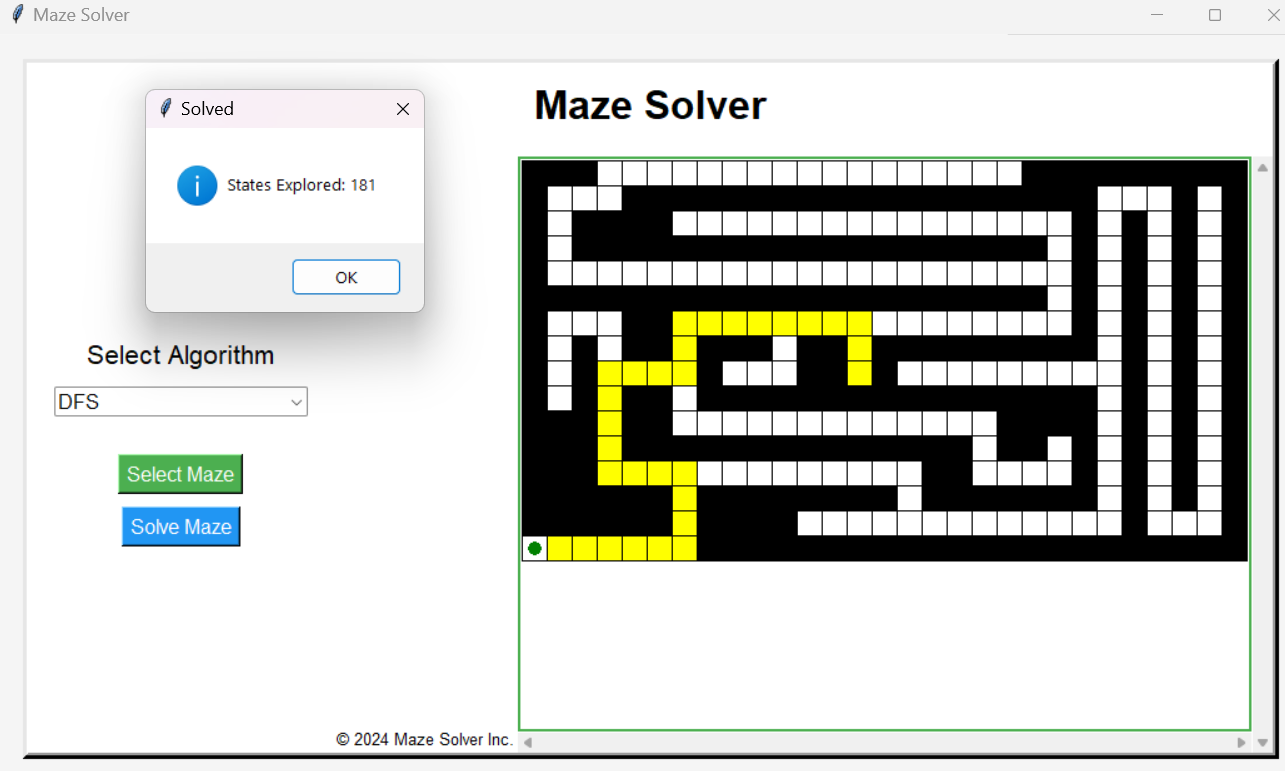 Maze Solver
Solved
Maze Solver
States Explored: 181
OK
Select Algorithm
DFS
Select Maze
Solve Maze
© 2024 Maze Solver Inc.